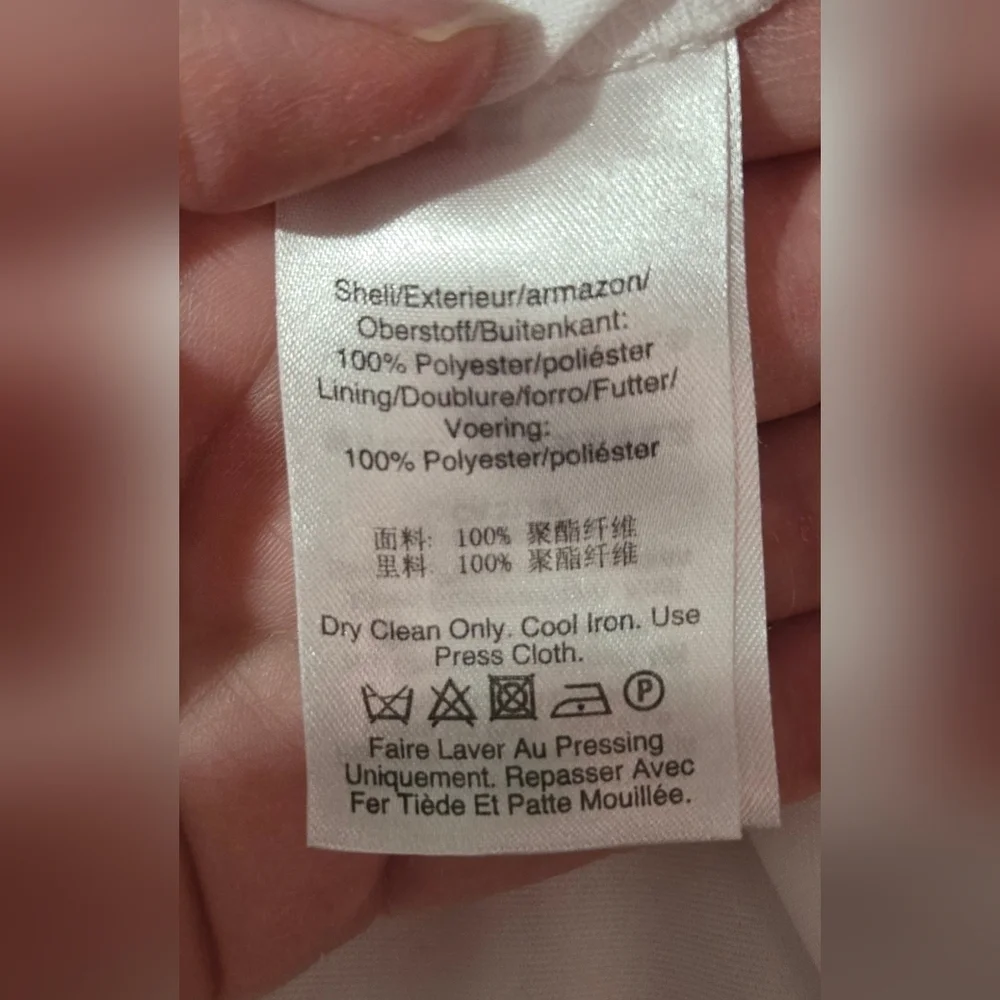 Shell/Exterieur/armazon/
Oberstoff/Buitenkant:
100% Polyester/poliéster
Lining/Doublure/forro/Futter/
Voering:
100% Polyester/poliéster
面料: 100% 聚酯纤维
里料: 100% 聚酯纤维
Dry Clean Only. Cool Iron. Use
Press Cloth.
P
Faire Laver Au Pressing
Uniquement. Repasser Avec
Fer Tiède Et Patte Mouillée.